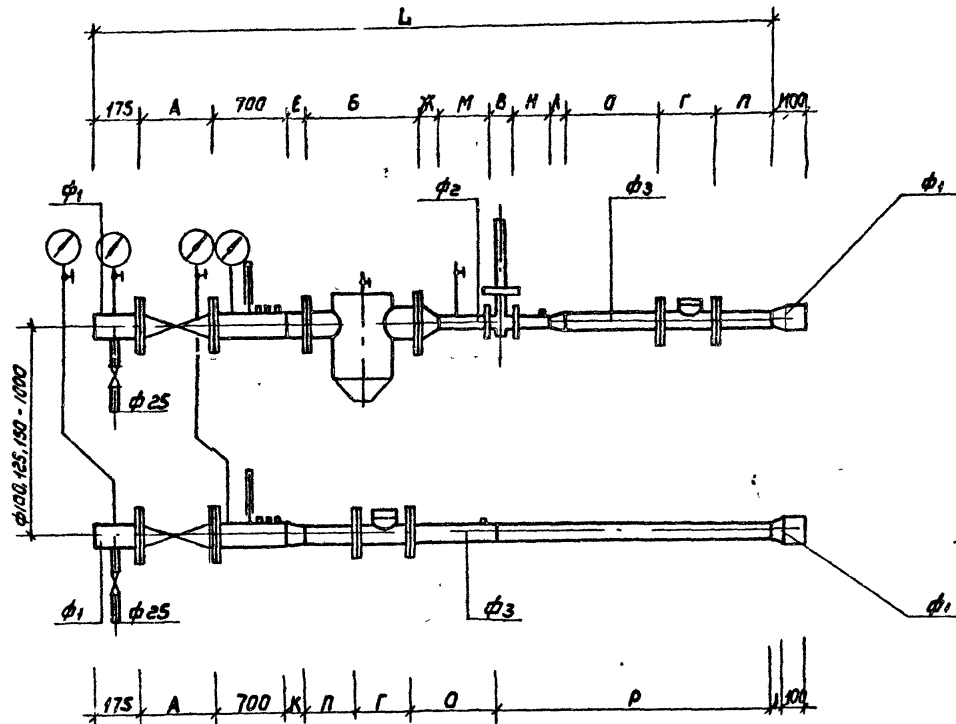 L
175 А 700 Е Б Ж М В Н Л О Г П 100
ф1 ф2 ф3 ф1
ф25
ф100, 125, 150 - 1000
ф1 ф25 ф3 ф1
175 А 700 К П Г О Р 100